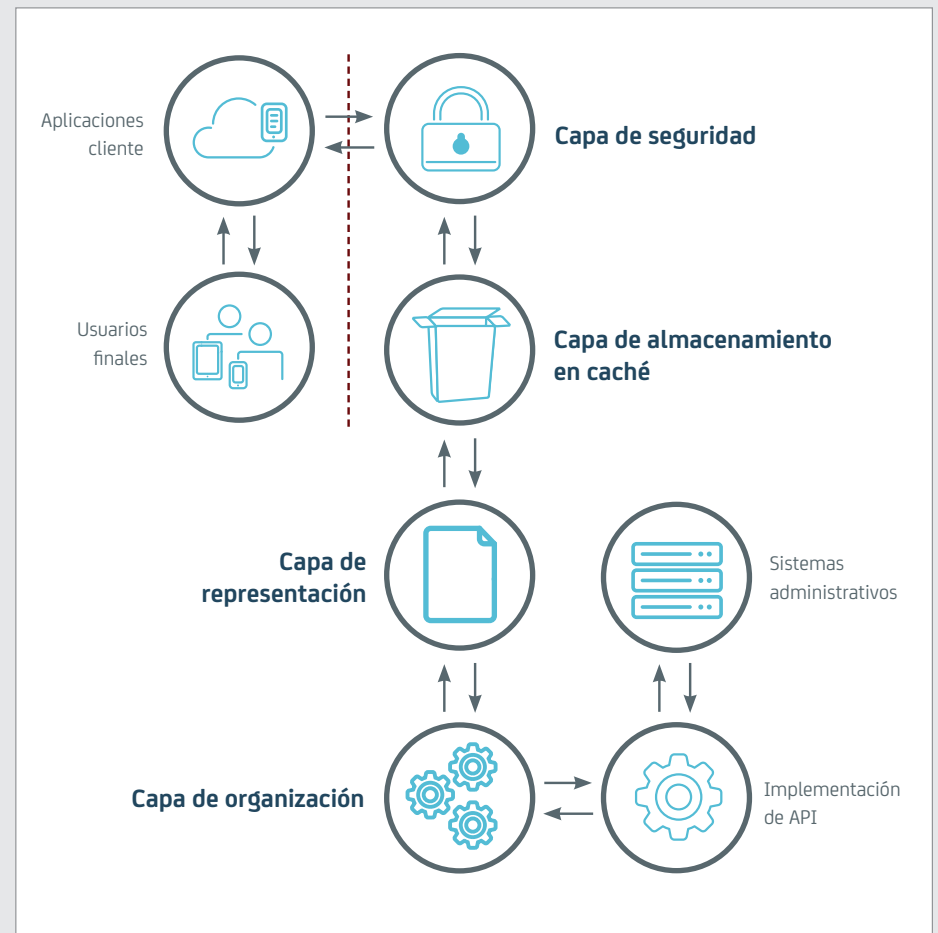 Aplicaciones
cliente
Capa de seguridad
Usuarios
finales
Capa de almacenamiento
en caché
Capa de
representación
Sistemas
administrativos
Capa de organización
Implementación
de API